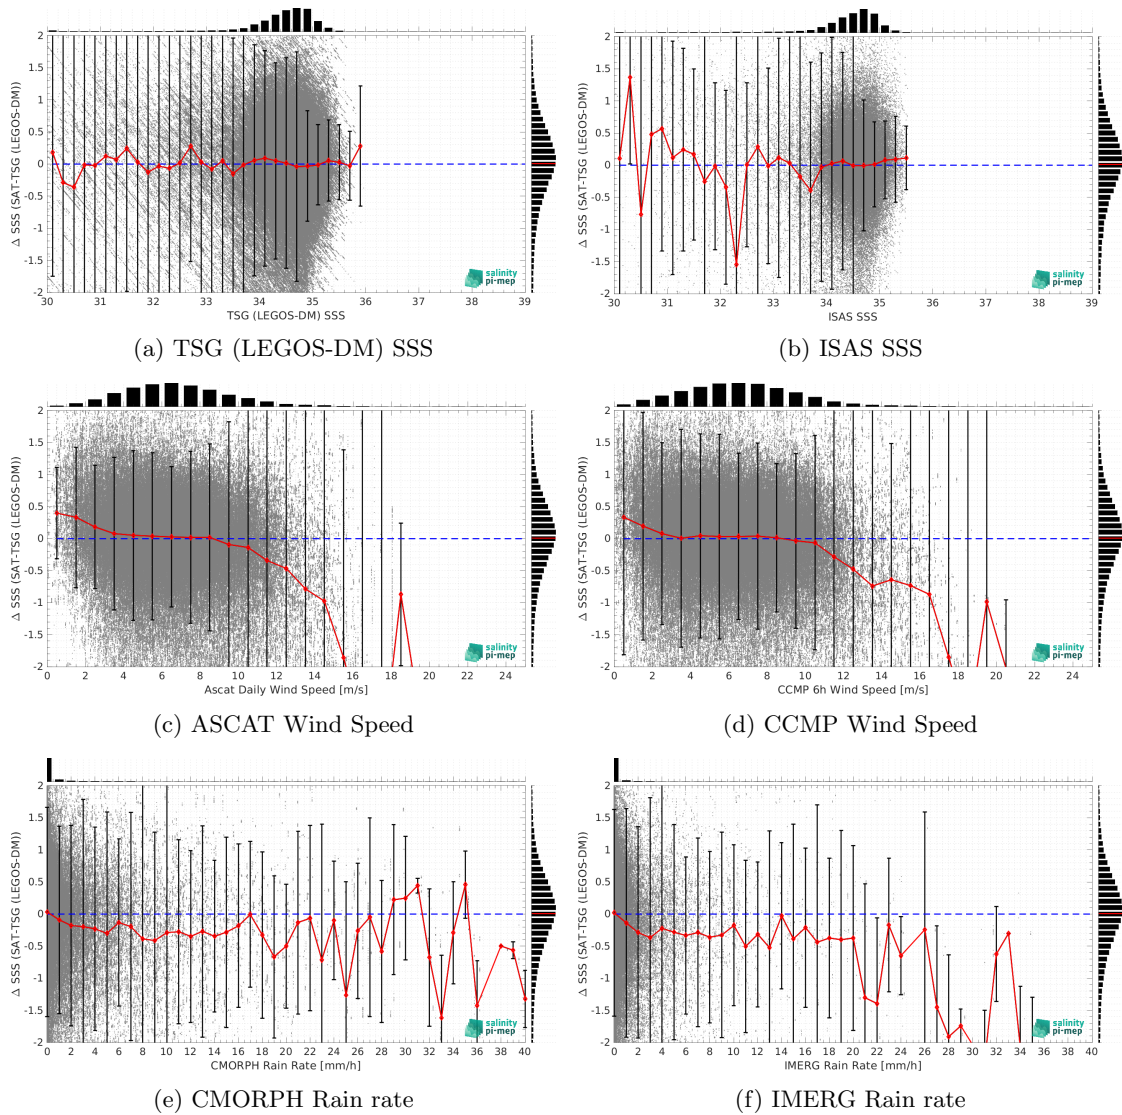 2
1.5
1
0.5
0
-0.5
-1
-1.5
-2
Δ SSS (SAT-TSG (LEGOS-DM))
30 31 32 33 34 35 36 37 38 39
TSG (LEGOS-DM) SSS
salinity
pi-mep
(a) TSG (LEGOS-DM) SSS
2
1.5
1
0.5
0
-0.5
-1
-1.5
-2
Δ SSS (SAT-TSG (LEGOS-DM))
30 31 32 33 34 35 36 37 38 39
ISAS SSS
salinity
pi-mep
(b) ISAS SSS
2
1.5
1
0.5
0
-0.5
-1
-1.5
-2
Δ SSS (SAT-TSG (LEGOS-DM))
0 2 4 6 8 10 12 14 16 18 20 22 24
Ascat Daily Wind Speed [m/s]
salinity
pi-mep
(c) ASCAT Wind Speed
2
1.5
1
0.5
0
-0.5
-1
-1.5
-2
Δ SSS (SAT-TSG (LEGOS-DM))
0 2 4 6 8 10 12 14 16 18 20 22 24
CCMP 6h Wind Speed [m/s]
salinity
pi-mep
(d) CCMP Wind Speed
2
1.5
1
0.5
0
-0.5
-1
-1.5
-2
Δ SSS (SAT-TSG (LEGOS-DM))
0 2 4 6 8 10 12 14 16 18 20 22 24 26 28 30 32 34 36 38 40
CMORPH Rain Rate [mm/h]
salinity
pi-mep
(e) CMORPH Rain rate
2
1.5
1
0.5
0
-0.5
-1
-1.5
-2
Δ SSS (SAT-TSG (LEGOS-DM))
0 2 4 6 8 10 12 14 16 18 20 22 24 26 28 30 32 34 36 38 40
IMERG Rain Rate [mm/h]
salinity
pi-mep
(f) IMERG Rain rate